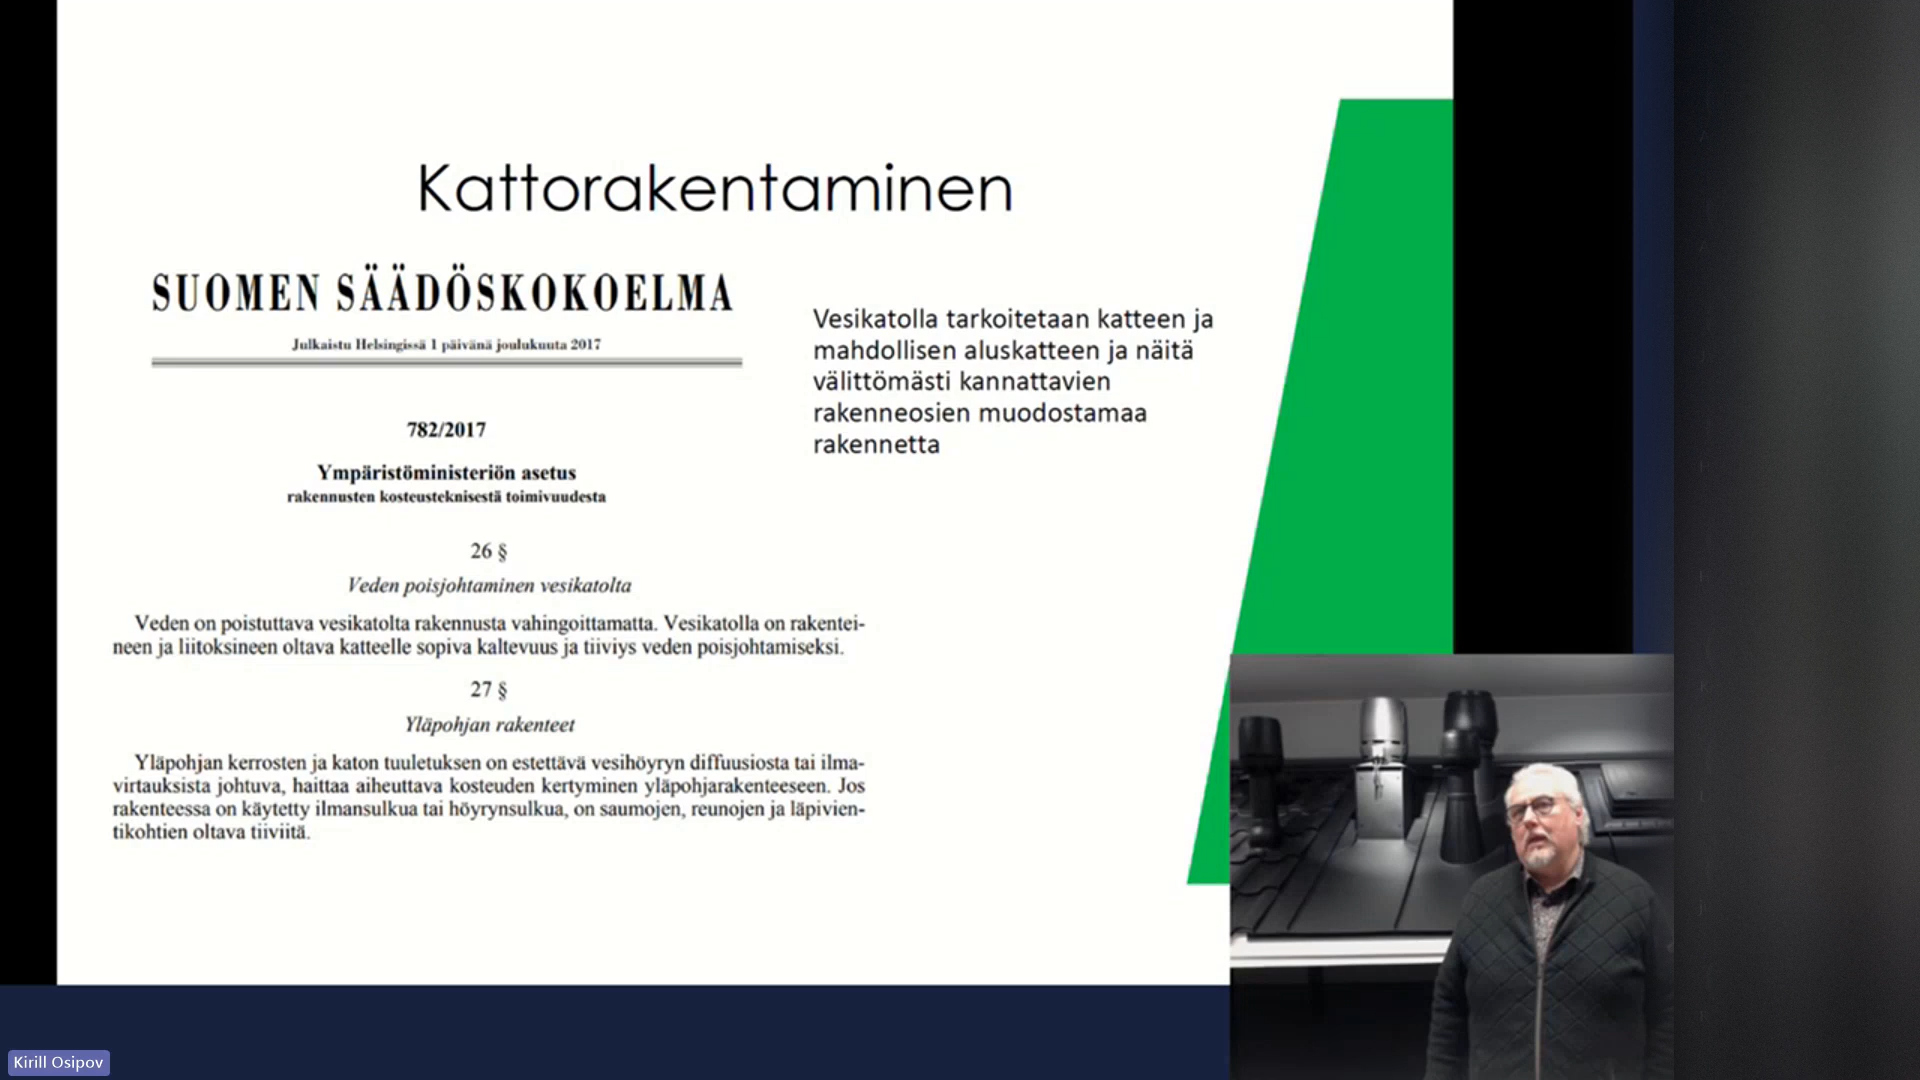 Kattorakentaminen
SUOMEN SÄÄDÖSKOKOELMA
Julkaistu Helsingissä 1 päivänä joulukuuta 2017
782/2017
Ympäristöministeriön asetus
rakennusten kosteusteknisestä toimivuudesta
26 §
Veden poisjohtaminen vesikatolta
Veden on poistuttava vesikatolta rakennusta vahingoittamatta. Vesikatolla on rakentei-
neen ja liitoksineen oltava katteelle sopiva kaltevuus ja tiiviys veden poisjohtamiseksi.
27 §
Yläpohjan rakenteet
Yläpohjan kerrosten ja katon tuuletuksen on estettävä vesihöyryn diffuusiosta tai ilma-
virtauksista johtuva, haittaa aiheuttava kosteuden kertyminen yläpohjarakenteeseen. Jos
rakenteessa on käytetty ilmansulkua tai höyrynsulkua, on saumojen, reunojen ja läpivien-
tikohtien oltava tiiviitä.
Vesikatolla tarkoitetaan katteen ja
mahdollisen aluskatteen ja näitä
välittömästi kannattavien
rakenneosien muodostamaa
rakennetta
Kirill Osipov